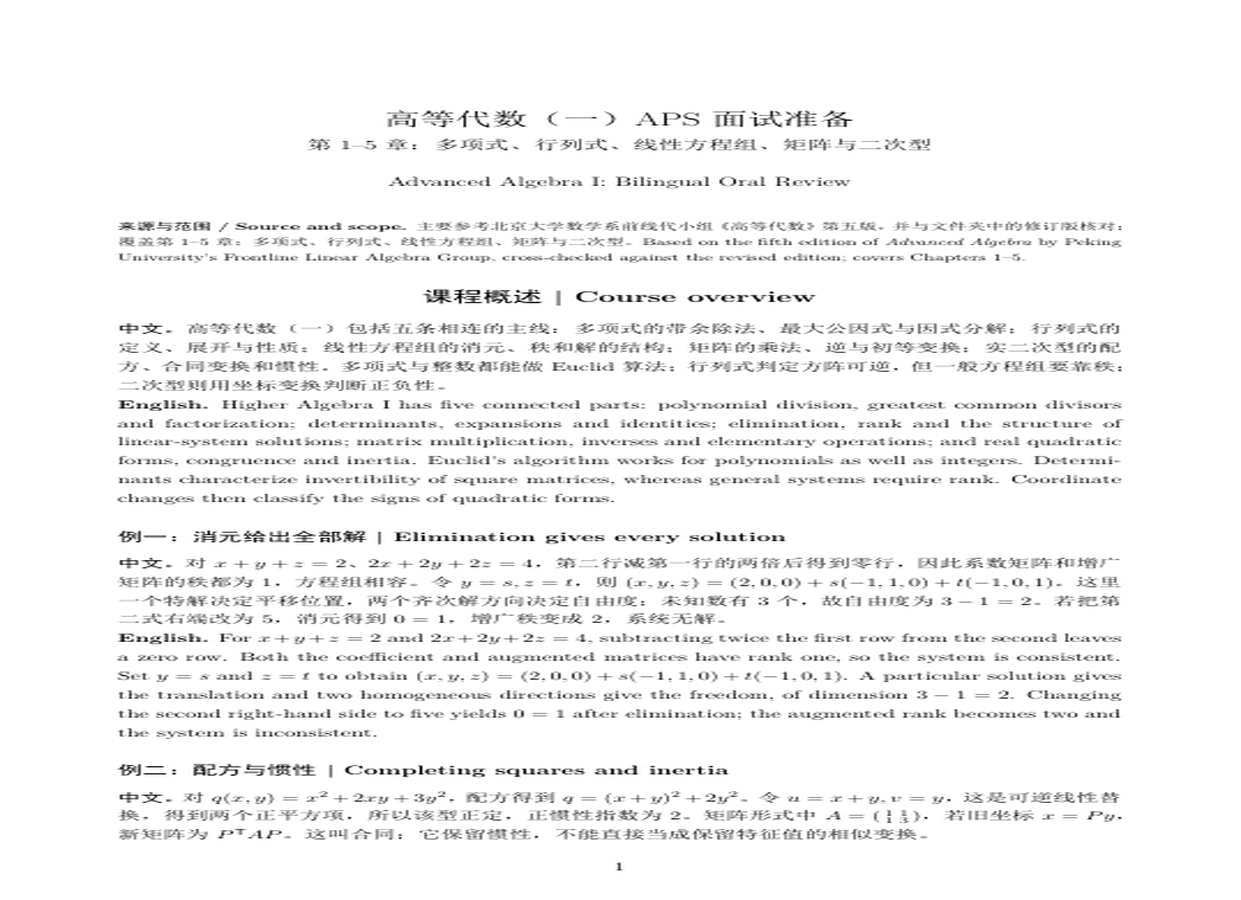 高等代数（一）APS 面试准备
第 1–5 章：多项式、行列式、线性方程组、矩阵与二次型
Advanced Algebra I: Bilingual Oral Review
来源与范围 / Source and scope. 主要参考北京大学数学系前线代小组《高等代数》第五版，并与文件夹中的修订版核对；
覆盖第 1–5 章：多项式、行列式、线性方程组、矩阵与二次型。Based on the fifth edition of Advanced Algebra by Peking
University's Frontline Linear Algebra Group, cross-checked against the revised edition; covers Chapters 1–5.
课程概述 | Course overview
中文。高等代数（一）包括五条相连的主线：多项式的带余除法、最大公因式与因式分解；行列式的
定义、展开与性质；线性方程组的消元、秩和解的结构；矩阵的乘法、逆与初等变换；实二次型的配
方、合同变换和惯性。多项式与整数都能做 Euclid 算法；行列式判定方阵可逆，但一般方程组要靠秩；
二次型则用坐标变换判断正负性。
English. Higher Algebra I has five connected parts: polynomial division, greatest common divisors
and factorization; determinants, expansions and identities; elimination, rank and the structure of
linear-system solutions; matrix multiplication, inverses and elementary operations; and real quadratic
forms, congruence and inertia. Euclid's algorithm works for polynomials as well as integers. Determi-
nants characterize invertibility of square matrices, whereas general systems require rank. Coordinate
changes then classify the signs of quadratic forms.
例一：消元给出全部解 | Elimination gives every solution
中文。对 x + y + z = 2、2x + 2y + 2z = 4，第二行减第一行的两倍后得到零行，因此系数矩阵和增广
矩阵的秩都为 1，方程组相容。令 y = s, z = t，则 (x, y, z) = (2, 0, 0) + s(−1, 1, 0) + t(−1, 0, 1)。这里
一个特解决定平移位置，两个齐次解方向决定自由度；未知数有 3 个，故自由度为 3 − 1 = 2。若把第
二式右端改为 5，消元得到 0 = 1，增广秩变成 2，系统无解。
English. For x + y + z = 2 and 2x + 2y + 2z = 4, subtracting twice the first row from the second leaves
a zero row. Both the coefficient and augmented matrices have rank one, so the system is consistent.
Set y = s and z = t to obtain (x, y, z) = (2, 0, 0) + s(−1, 1, 0) + t(−1, 0, 1). A particular solution gives
the translation and two homogeneous directions give the freedom, of dimension 3 − 1 = 2. Changing
the second right-hand side to five yields 0 = 1 after elimination; the augmented rank becomes two and
the system is inconsistent.
例二：配方与惯性 | Completing squares and inertia
中文。对 q(x, y) = x² + 2xy + 3y²，配方得到 q = (x + y)² + 2y²。令 u = x + y, v = y，这是可逆线性替
换，得到两个正平方项，所以该型正定，正惯性指数为 2。矩阵形式中 A = (1 1 1 3)，若旧坐标 x = Py，
新矩阵为 PᵀAP。这叫合同；它保留惯性，不能直接当成保留特征值的相似变换。
1